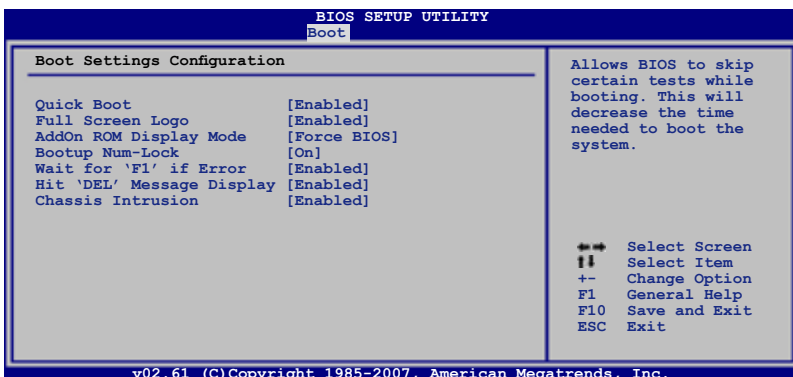 BIOS SETUP UTILITY
Boot
Boot Settings Configuration
Quick Boot [Enabled]
Full Screen Logo [Enabled]
AddOn ROM Display Mode [Force BIOS]
Bootup Num-Lock [On]
Wait for ‘F1’ if Error [Enabled]
Hit ‘DEL’ Message Display [Enabled]
Chassis Intrusion [Enabled]
Allows BIOS to skip
certain tests while
booting. This will
decrease the time
needed to boot the
system.
←→ Select Screen
↑↓ Select Item
+- Change Option
F1 General Help
F10 Save and Exit
ESC Exit
v02.61 (C)Copyright 1985-2007, American Megatrends, Inc.